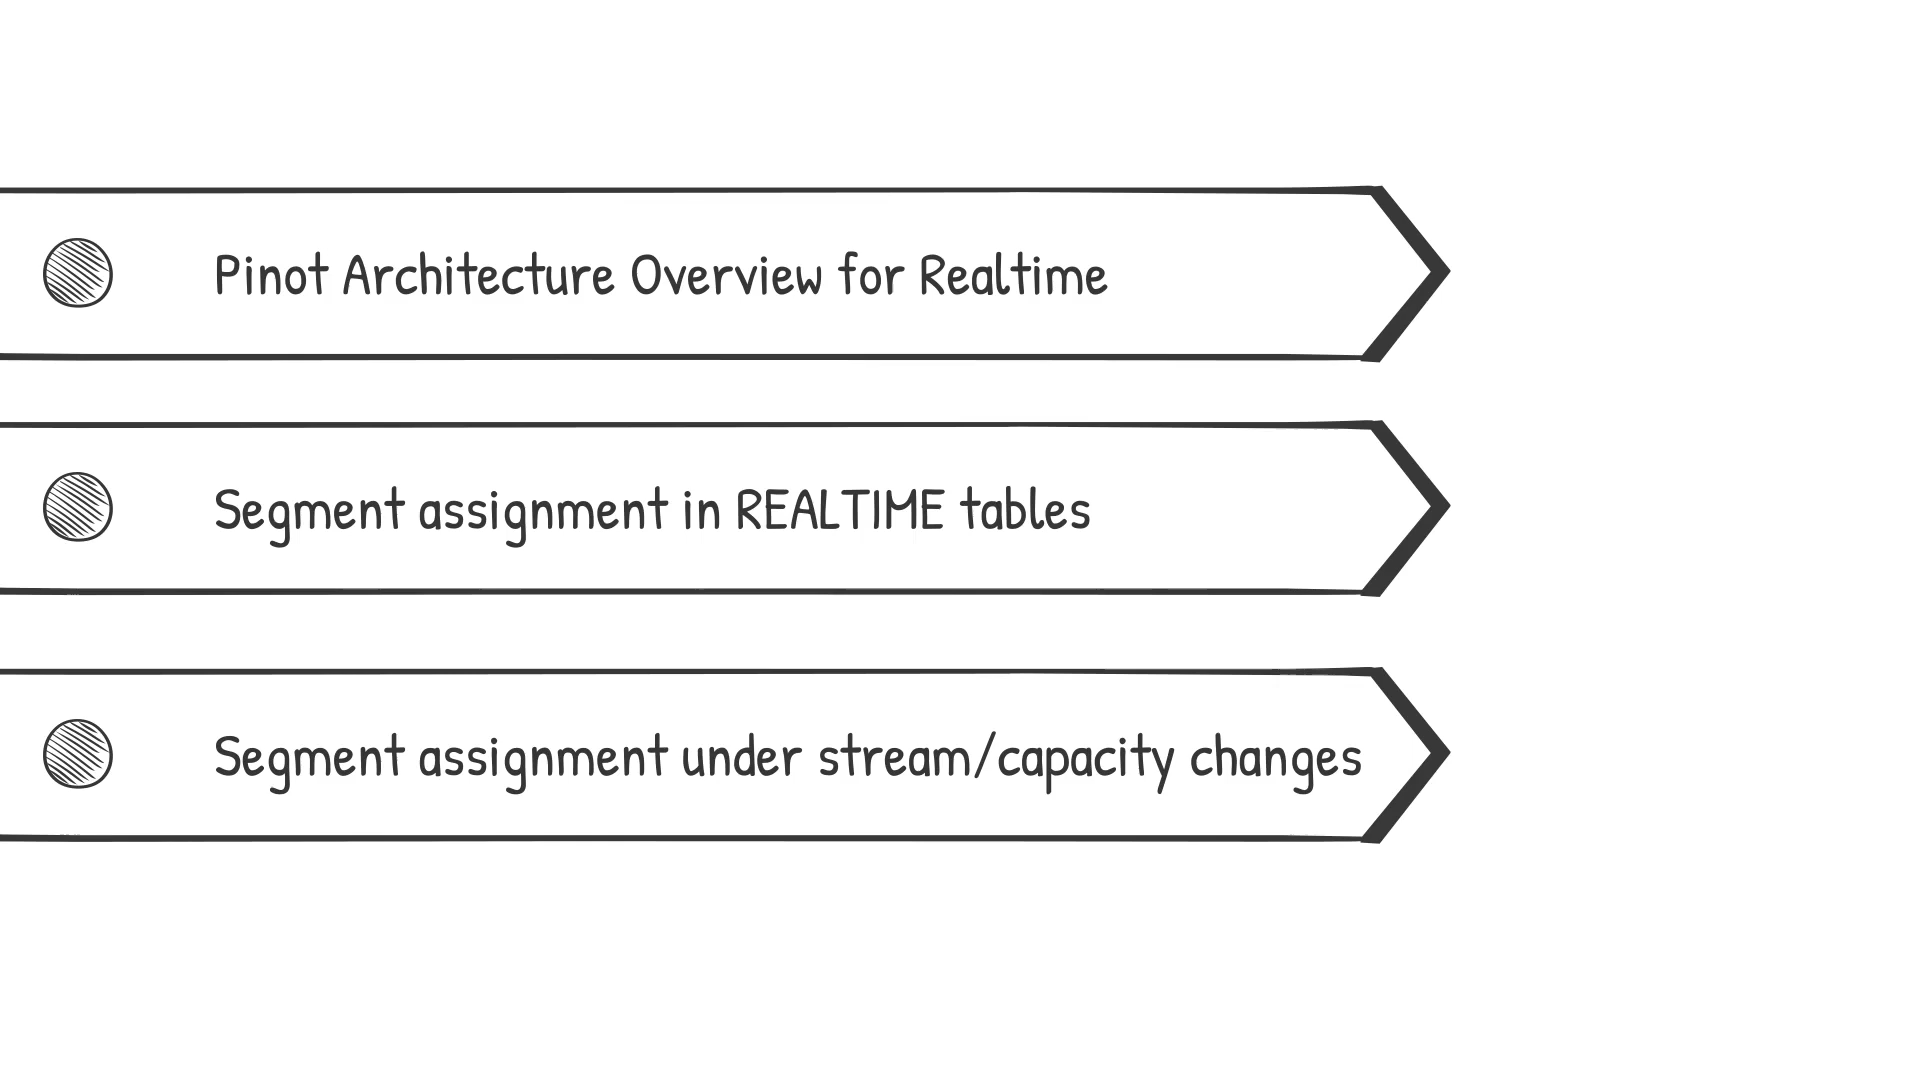 Pinot Architecture Overview for Realtime
Segment assignment in REALTIME tables
Segment assignment under stream/capacity changes